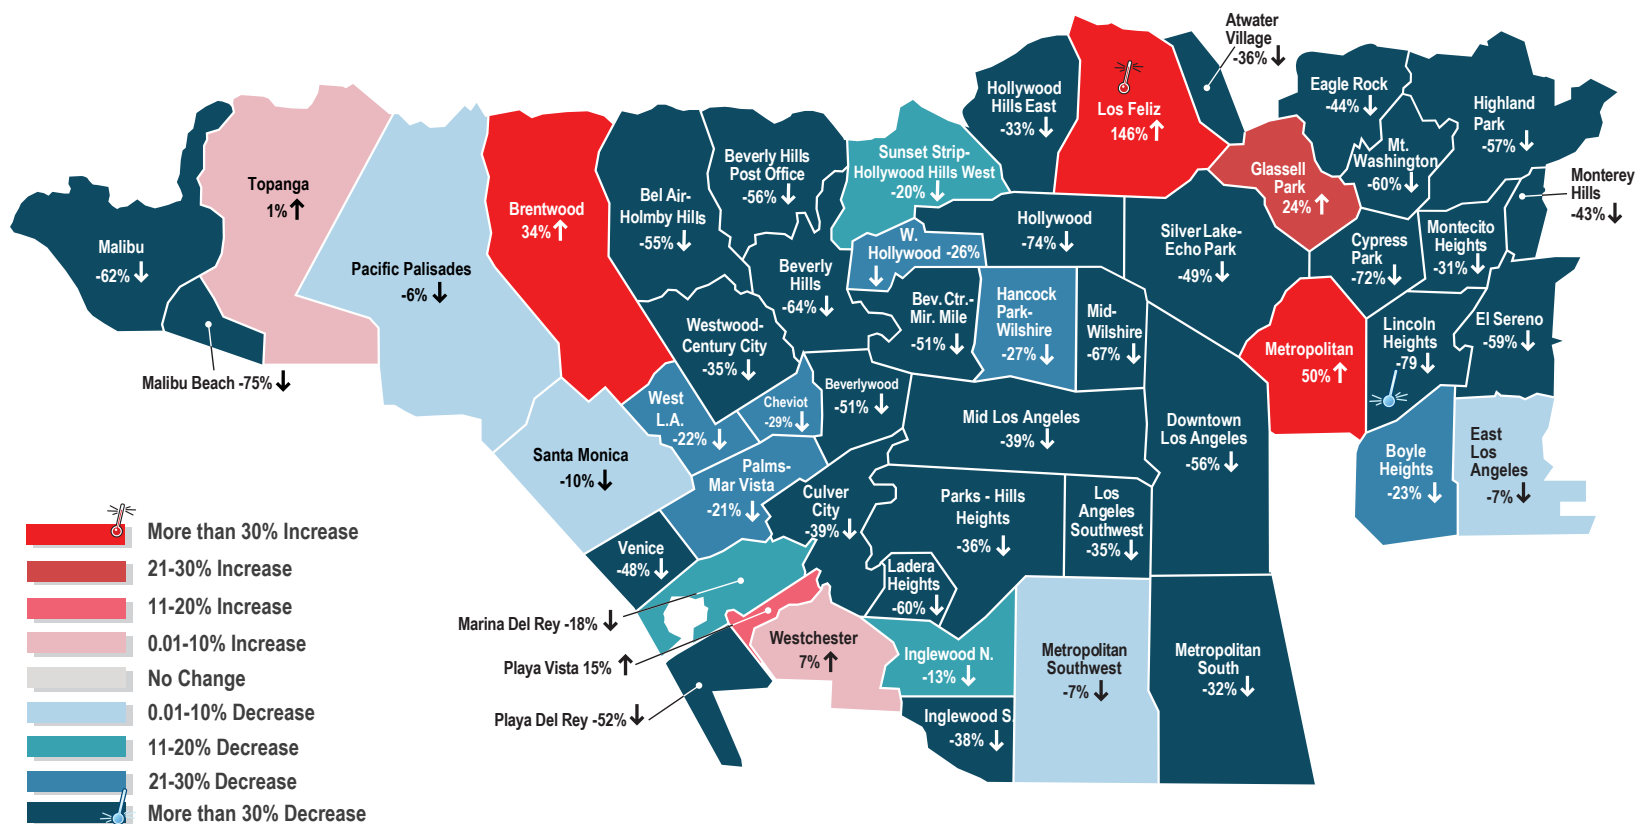 Atwater
Village
-36%
Hollywood
Hills East
-33%
Los Feliz
146%
Eagle Rock
-44%
Highland
Park
-57%
Mt.
Washington
-60%
Monterey
Hills
-43%
Glassell
Park
24%
Sunset Strip-
Hollywood Hills West
-20%
Beverly Hills
Post Office
-56%
Bel Air-
Holmby Hills
-55%
Brentwood
34%
Topanga
1%
Malibu
-62%
Pacific Palisades
-6%
Malibu Beach -75%
W.
Hollywood -26%
Hollywood
-74%
Silver Lake-
Echo Park
-49%
Cypress
Park
-72%
Montecito
Heights
-31%
Beverly
Hills
-64%
Westwood-
Century City
-35%
Bev. Ctr.-
Mir. Mile
-51%
Hancock
Park-
Wilshire
-27%
Mid-
Wilshire
-67%
Metropolitan
50%
Lincoln
Heights
-79
El Sereno
-59%
West
L.A.
-22%
Cheviot
-29%
Beverlywood
-51%
Mid Los Angeles
-39%
Downtown
Los Angeles
-56%
Boyle
Heights
-23%
East
Los
Angeles
-7%
Santa Monica
-10%
Palms-
Mar Vista
-21%
Culver
City
-39%
Parks - Hills
Heights
-36%
Los
Angeles
Southwest
-35%
Venice
-48%
Ladera
Heights
-60%
Marina Del Rey -18%
Playa Vista 15%
Playa Del Rey -52%
Westchester
7%
Inglewood N.
-13%
Inglewood S.
-38%
Metropolitan
Southwest
-7%
Metropolitan
South
-32%
More than 30% Increase
21-30% Increase
11-20% Increase
0.01-10% Increase
No Change
0.01-10% Decrease
11-20% Decrease
21-30% Decrease
More than 30% Decrease